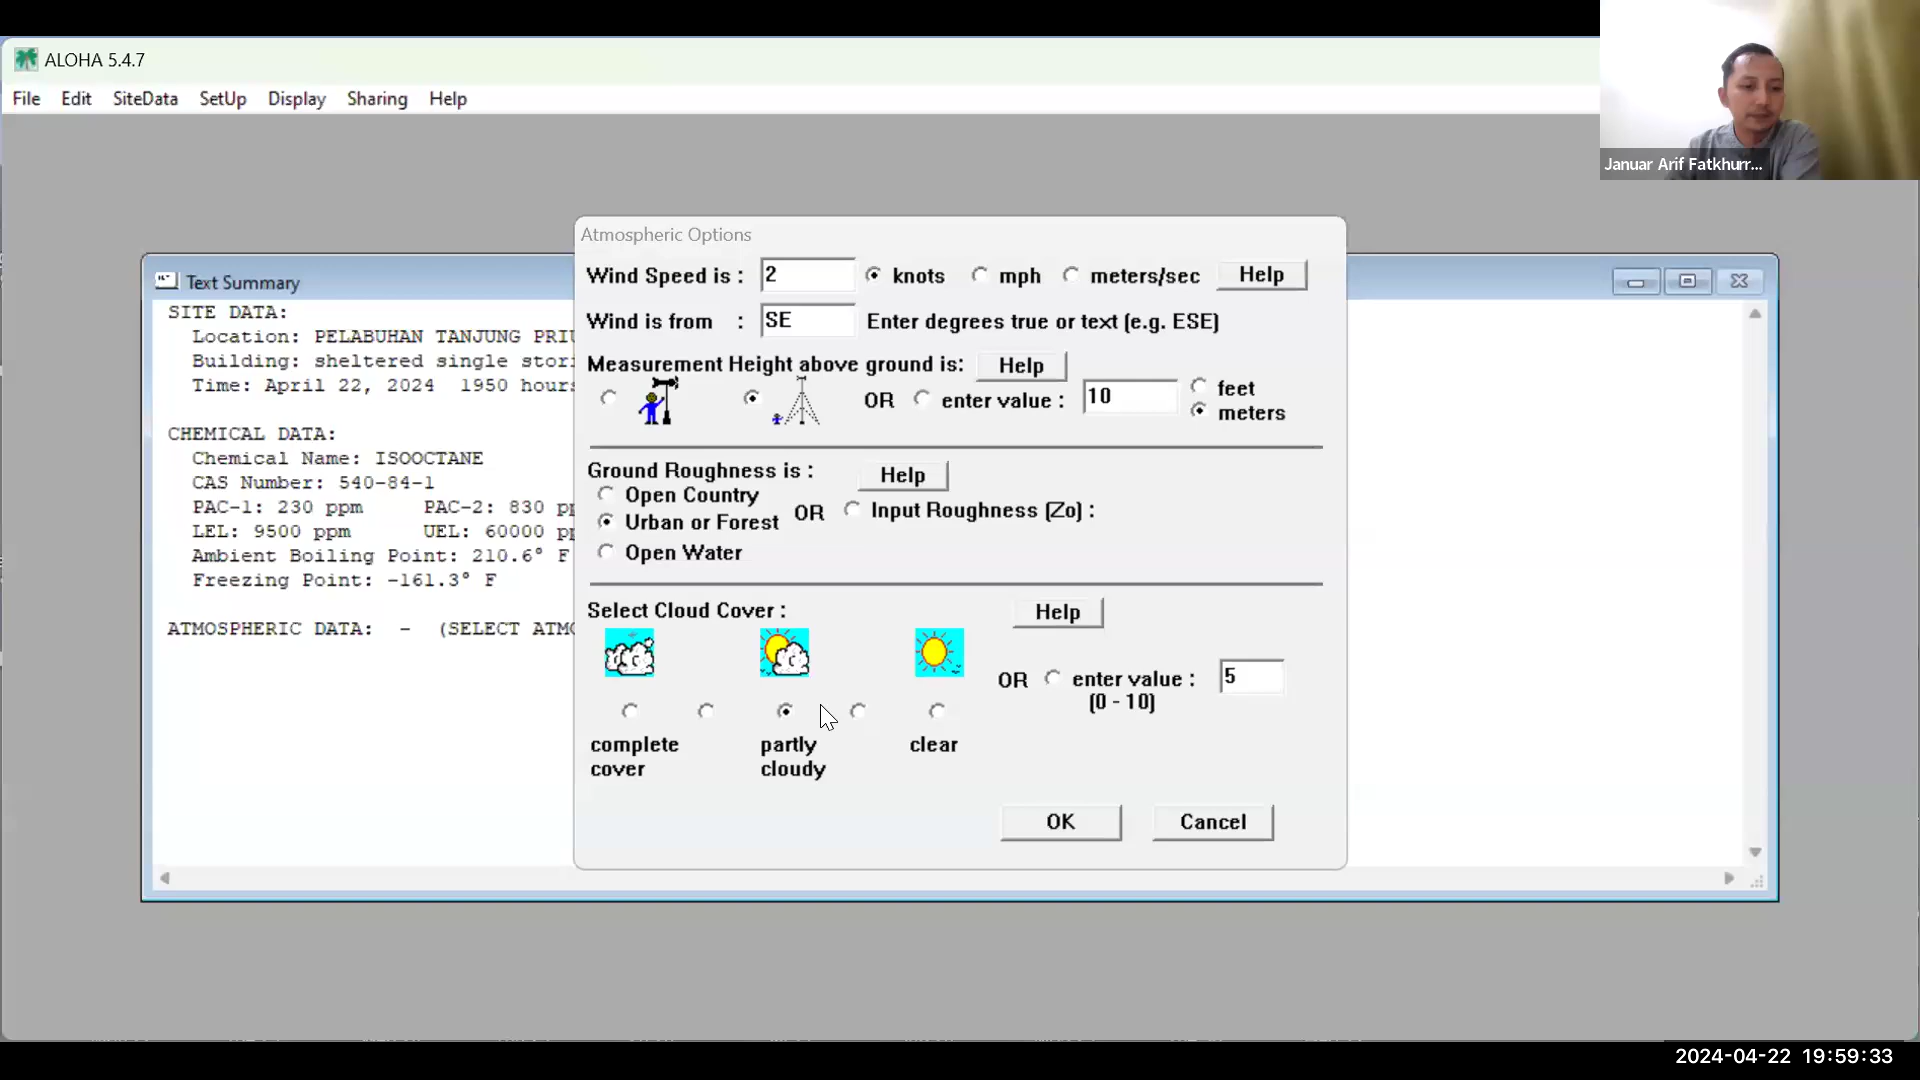 ALOHA 5.4.7
File Edit SiteData SetUp Display Sharing Help
Januar Arif Fatkhurr...
Text Summary
SITE DATA:
Location: PELABUHAN TANJUNG
Building: sheltered single
Time: April 22, 2024 1950 hours
CHEMICAL DATA:
Chemical Name: ISOOCTANE
CAS Number: 540-84-1
PAC-1: 230 ppm PAC-2: 830
LEL: 9500 ppm UEL: 60000
Ambient Boiling Point: 210.6° F
Freezing Point: -161.3° F
ATMOSPHERIC DATA: - (SELECT
Atmospheric Options
Wind Speed is : 2 knots mph meters/sec Help
Wind is from : SE Enter degrees true or text (e.g. ESE)
Measurement Height above ground is: Help
OR enter value : 10 feet
meters
Ground Roughness is : Help
Open Country
Urban or Forest OR Input Roughness (Zo) :
Open Water
Select Cloud Cover : Help
OR enter value : 5
(0 - 10)
complete cover
partly cloudy
clear
OK Cancel
2024-04-22 19:59:33